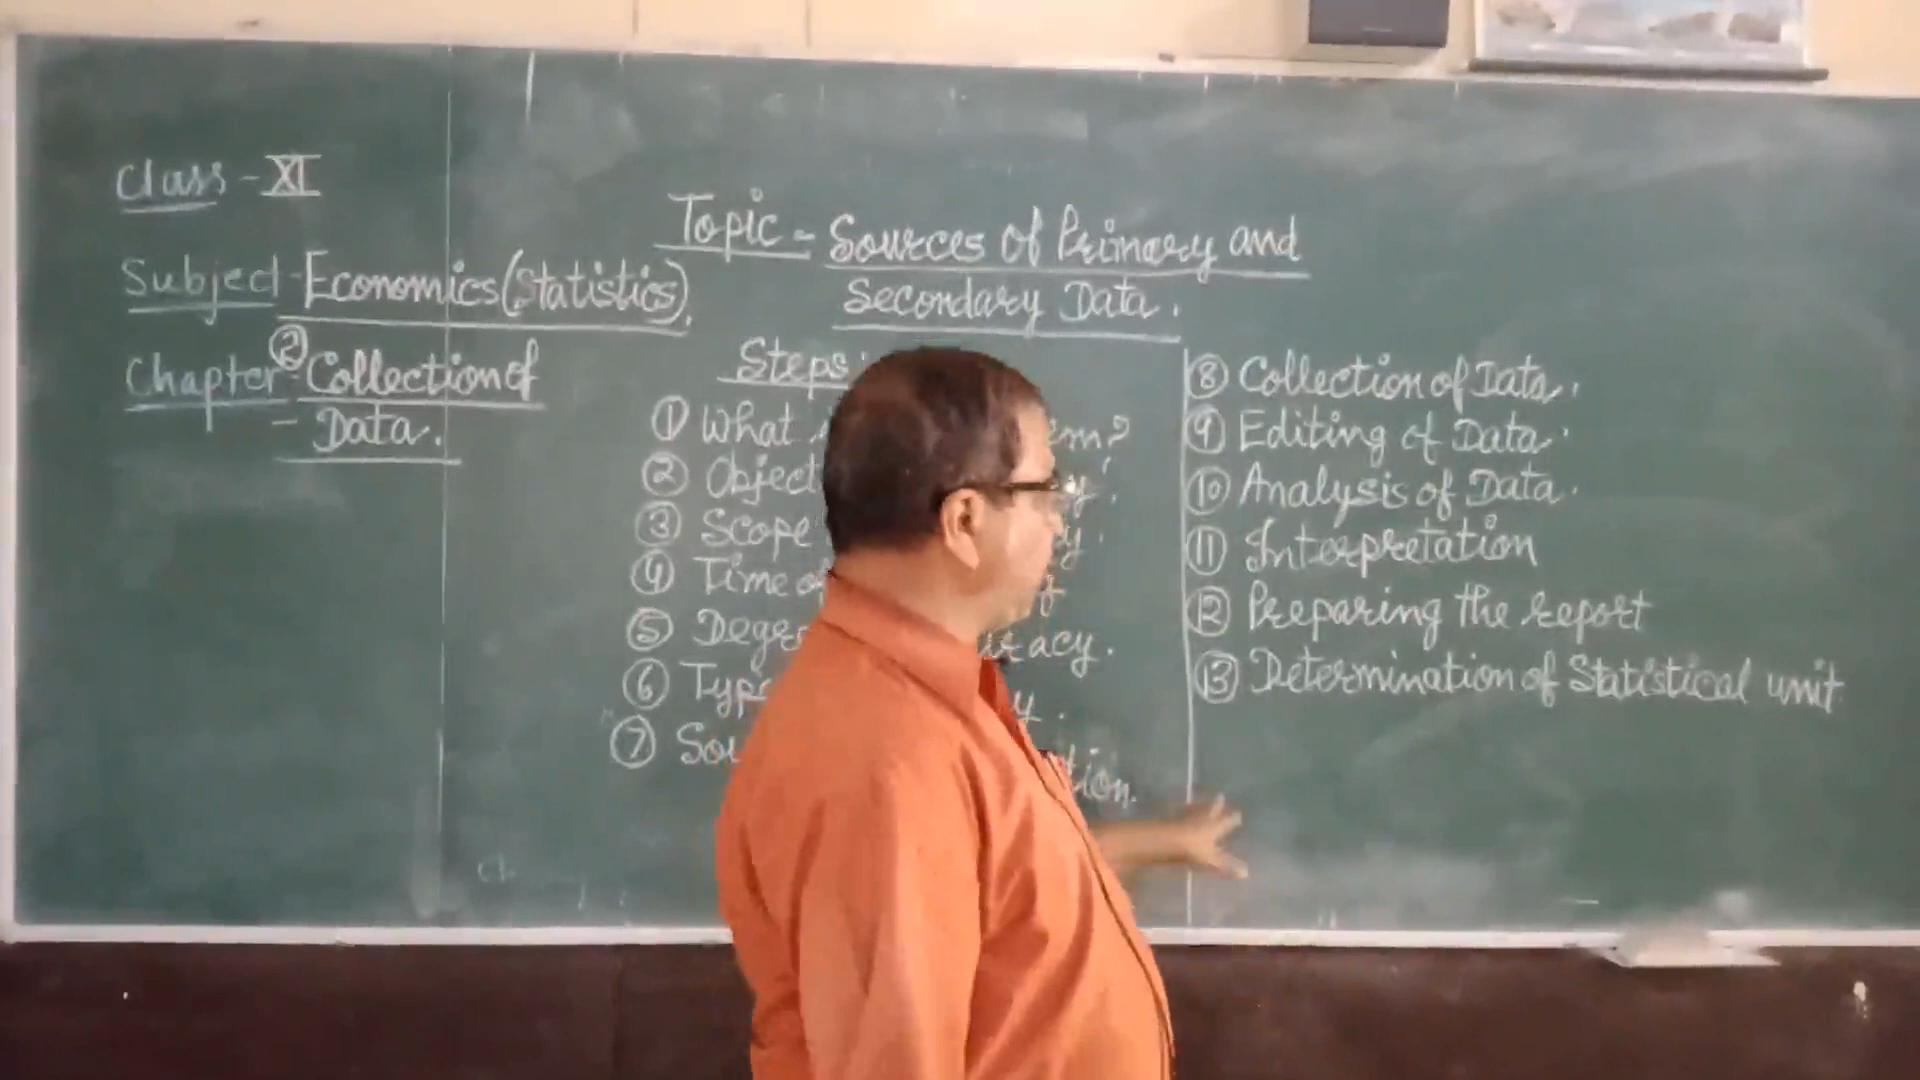 Class - XI
Subject - Economics (Statistics).
Chapter - ② Collection of
- Data.
Topic - Sources of Primary and
Secondary Data.
Steps
① What
② Object
③ Scope
④ Time
⑤
⑥
⑦
⑧ Collection of Data.
⑨ Editing of Data.
⑩ Analysis of Data.
⑪ Interpretation
⑫ Preparing the report
⑬ Determination of Statistical unit